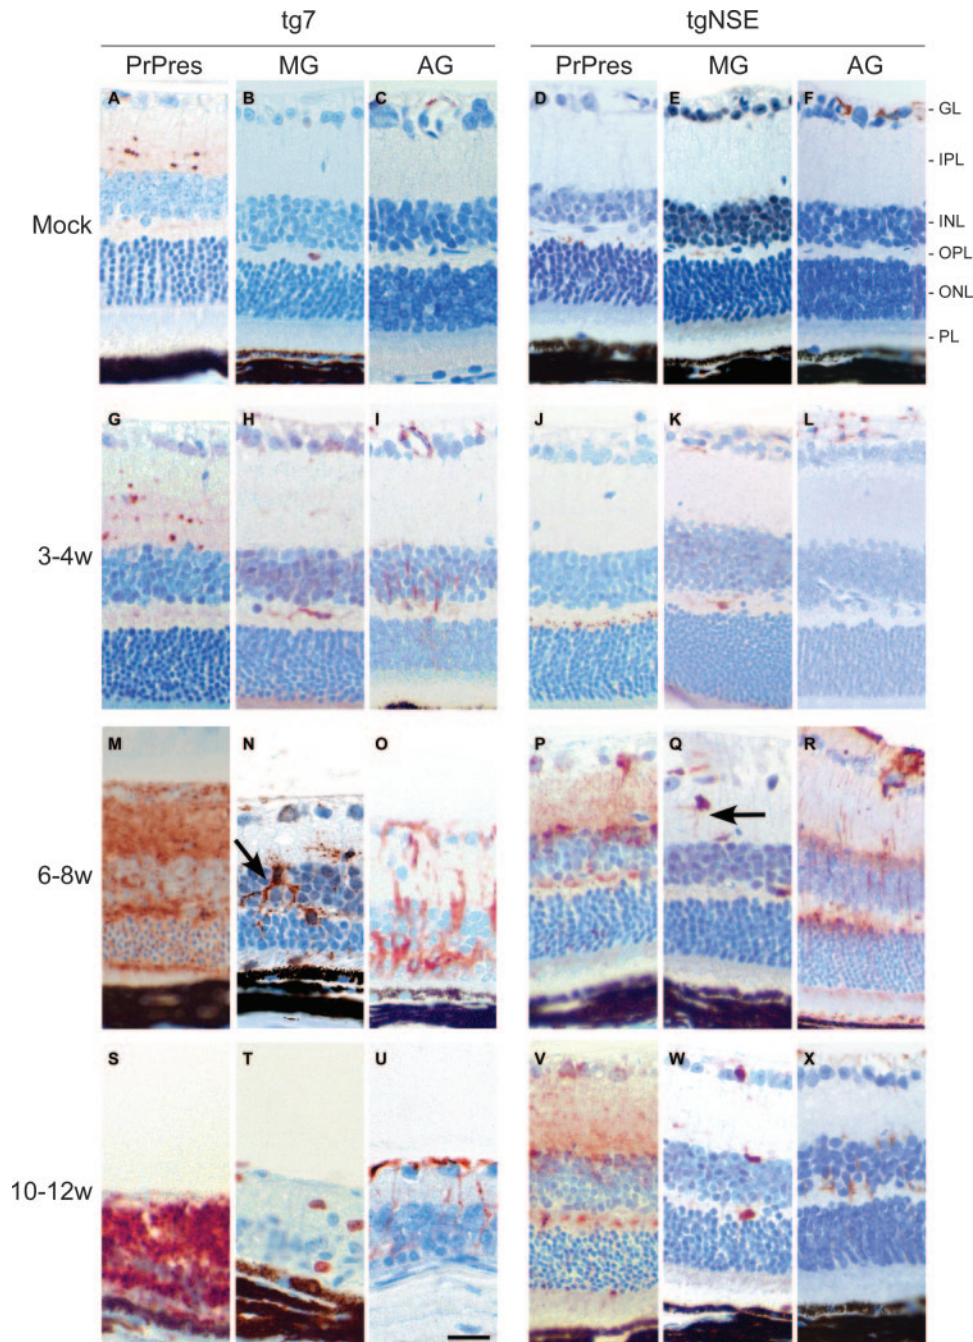 tg7 tgNSE
PrPres MG AG PrPres MG AG
A B C D E F - GL
- IPL
Mock - INL
- OPL
- ONL
- PL
G H I J K L
3-4w
M N O P Q R
6-8w
S T U V W X
10-12w